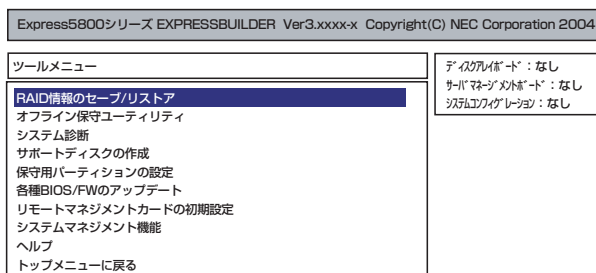 Express5800シリーズ EXPRESSBUILDER Ver3.xxxx-x Copyright(C) NEC Corporation 2004
ツールメニュー
RAID情報のセーブ/リストア
オフライン保守ユーティリティ
システム診断
サポートディスクの作成
保守用パーティションの設定
各種BIOS/FWのアップデート
リモートマネジメントカードの初期設定
システムマネジメント機能
ヘルプ
トップメニューに戻る
ディスクアレイボード：なし
サーバマネージメントボード：なし
システムコンフィグレーション：なし